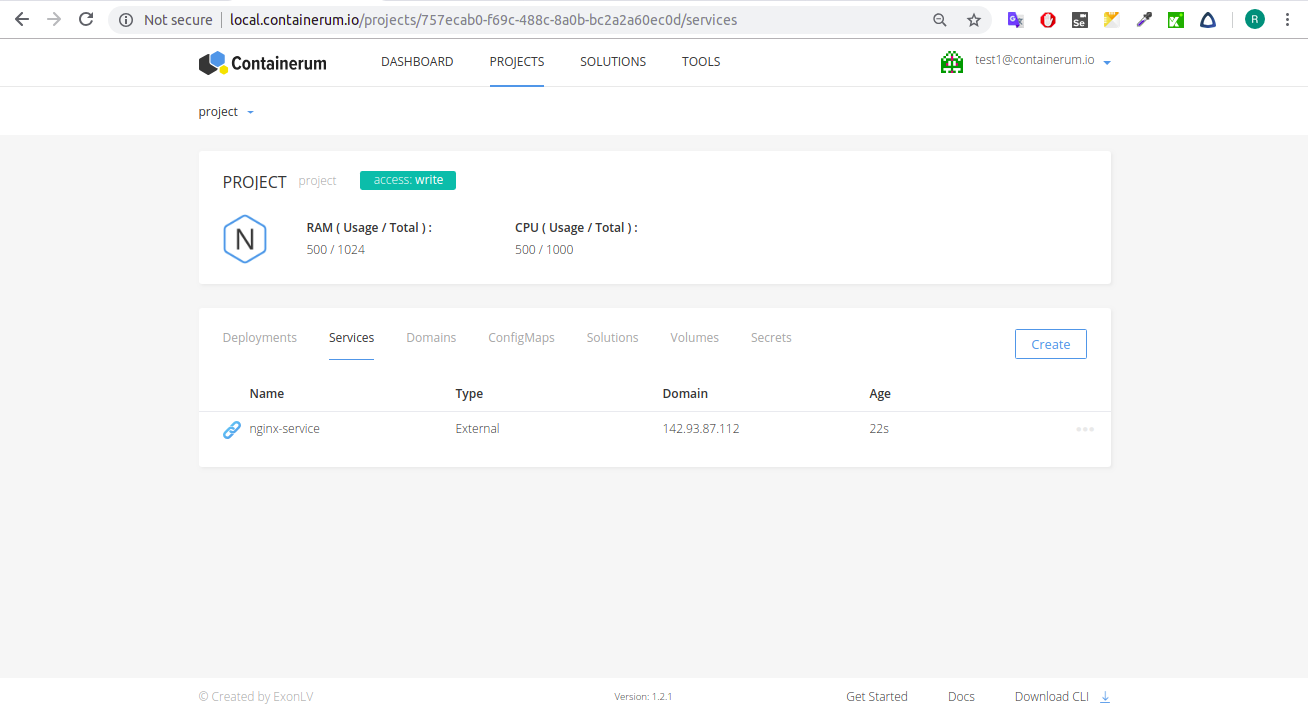 Not secure local.containerum.io/projects/757ecab0-f69c-488c-8a0b-bc2a2a60ec0d/services R
Containerum DASHBOARD PROJECTS SOLUTIONS TOOLS test1@containerum.io
project
PROJECT project access: write
N RAM ( Usage / Total ) : CPU ( Usage / Total ) :
500 / 1024 500 / 1000
Deployments Services Domains ConfigMaps Solutions Volumes Secrets Create
Name Type Domain Age
nginx-service External 142.93.87.112 22s
© Created by ExonLV Version: 1.2.1 Get Started Docs Download CLI